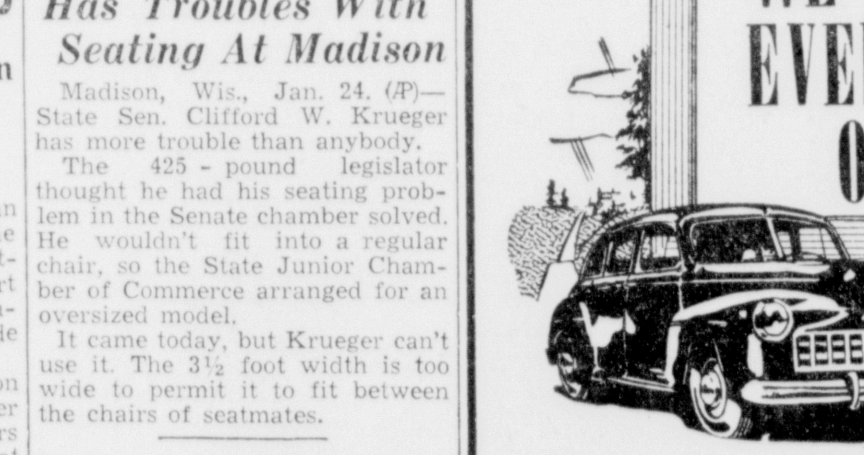 Has Troubles With
Seating At Madison
Madison, Wis., Jan. 24. (AP)—
State Sen. Clifford W. Krueger
has more trouble than anybody.
The 425 - pound legislator
thought he had his seating prob-
lem in the Senate chamber solved.
He wouldn't fit into a regular
chair, so the State Junior Cham-
ber of Commerce arranged for an
oversized model.
It came today, but Krueger can't
use it. The 3½ foot width is too
wide to permit it to fit between
the chairs of seatmates.
EVE
O